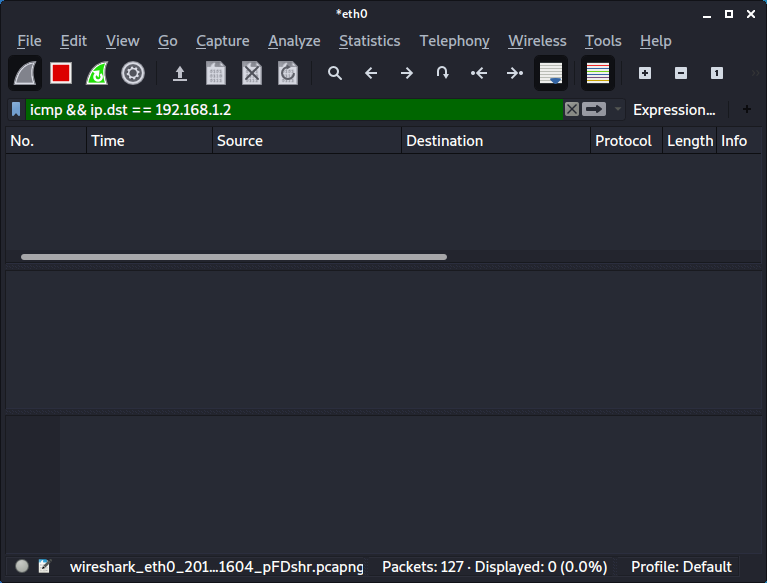 *eth0
File Edit View Go Capture Analyze Statistics Telephony Wireless Tools Help
1
icmp && ip.dst == 192.168.1.2 Expression... +
No. Time Source Destination Protocol Length Info
wireshark_eth0_201...1604_pFDshr.pcapng Packets: 127 · Displayed: 0 (0.0%) Profile: Default